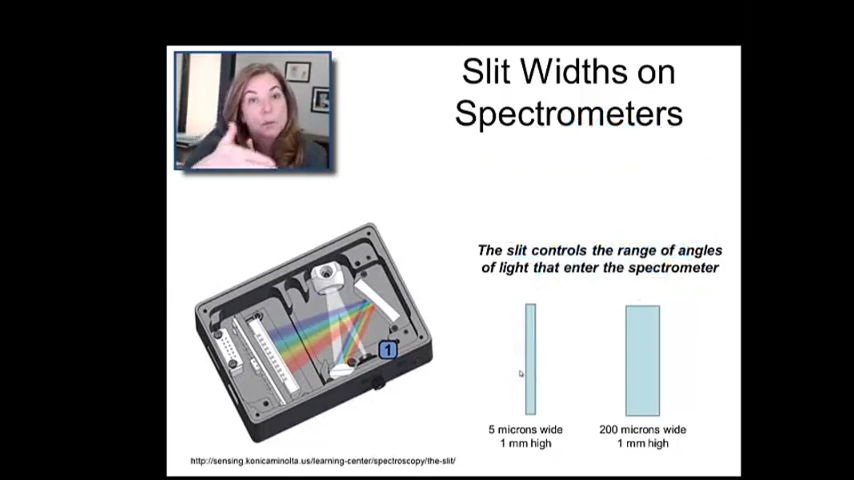 Slit Widths on
Spectrometers
The slit controls the range of angles
of light that enter the spectrometer
1
5 microns wide
1 mm high
200 microns wide
1 mm high
http://sensing.konicaminolta.us/learning-center/spectroscopy/the-slit/